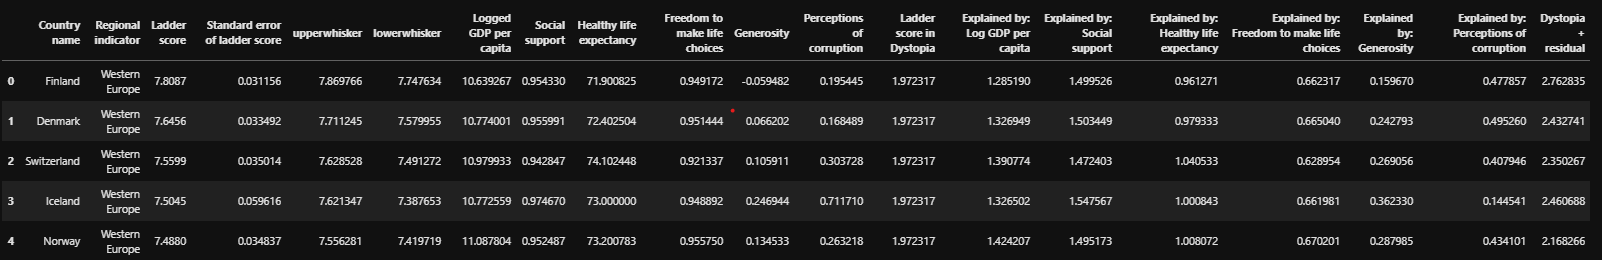 Country name Regional indicator Ladder score Standard error of ladder score upperwhisker lowerwhisker Logged GDP per capita Social support Healthy life expectancy Freedom to make life choices Generosity Perceptions of corruption Ladder score in Dystopia Explained by: Log GDP per capita Explained by: Social support Explained by: Healthy life expectancy Explained by: Freedom to make life choices Explained by: Generosity Explained by: Perceptions of corruption Dystopia + residual
0 Finland Western Europe 7.8087 0.031156 7.869766 7.747634 10.639267 0.954330 71.900825 0.949172 -0.059482 0.195445 1.972317 1.285190 1.499526 0.961271 0.662317 0.159670 0.477857 2.762835
1 Denmark Western Europe 7.6456 0.033492 7.711245 7.579955 10.774001 0.955991 72.402504 0.951444 0.066202 0.168489 1.972317 1.326949 1.503449 0.979333 0.665040 0.242793 0.495260 2.432741
2 Switzerland Western Europe 7.5599 0.035014 7.628528 7.491272 10.979933 0.942847 74.102448 0.921337 0.105911 0.303728 1.972317 1.390774 1.472403 1.040533 0.628954 0.269056 0.407946 2.350267
3 Iceland Western Europe 7.5045 0.059616 7.621347 7.387653 10.772559 0.974670 73.000000 0.948892 0.246944 0.711710 1.972317 1.326502 1.547567 1.000843 0.661981 0.362330 0.144541 2.460688
4 Norway Western Europe 7.4880 0.034837 7.556281 7.419719 11.087804 0.952487 73.200783 0.955750 0.134533 0.263218 1.972317 1.424207 1.495173 1.008072 0.670201 0.287985 0.434101 2.168266